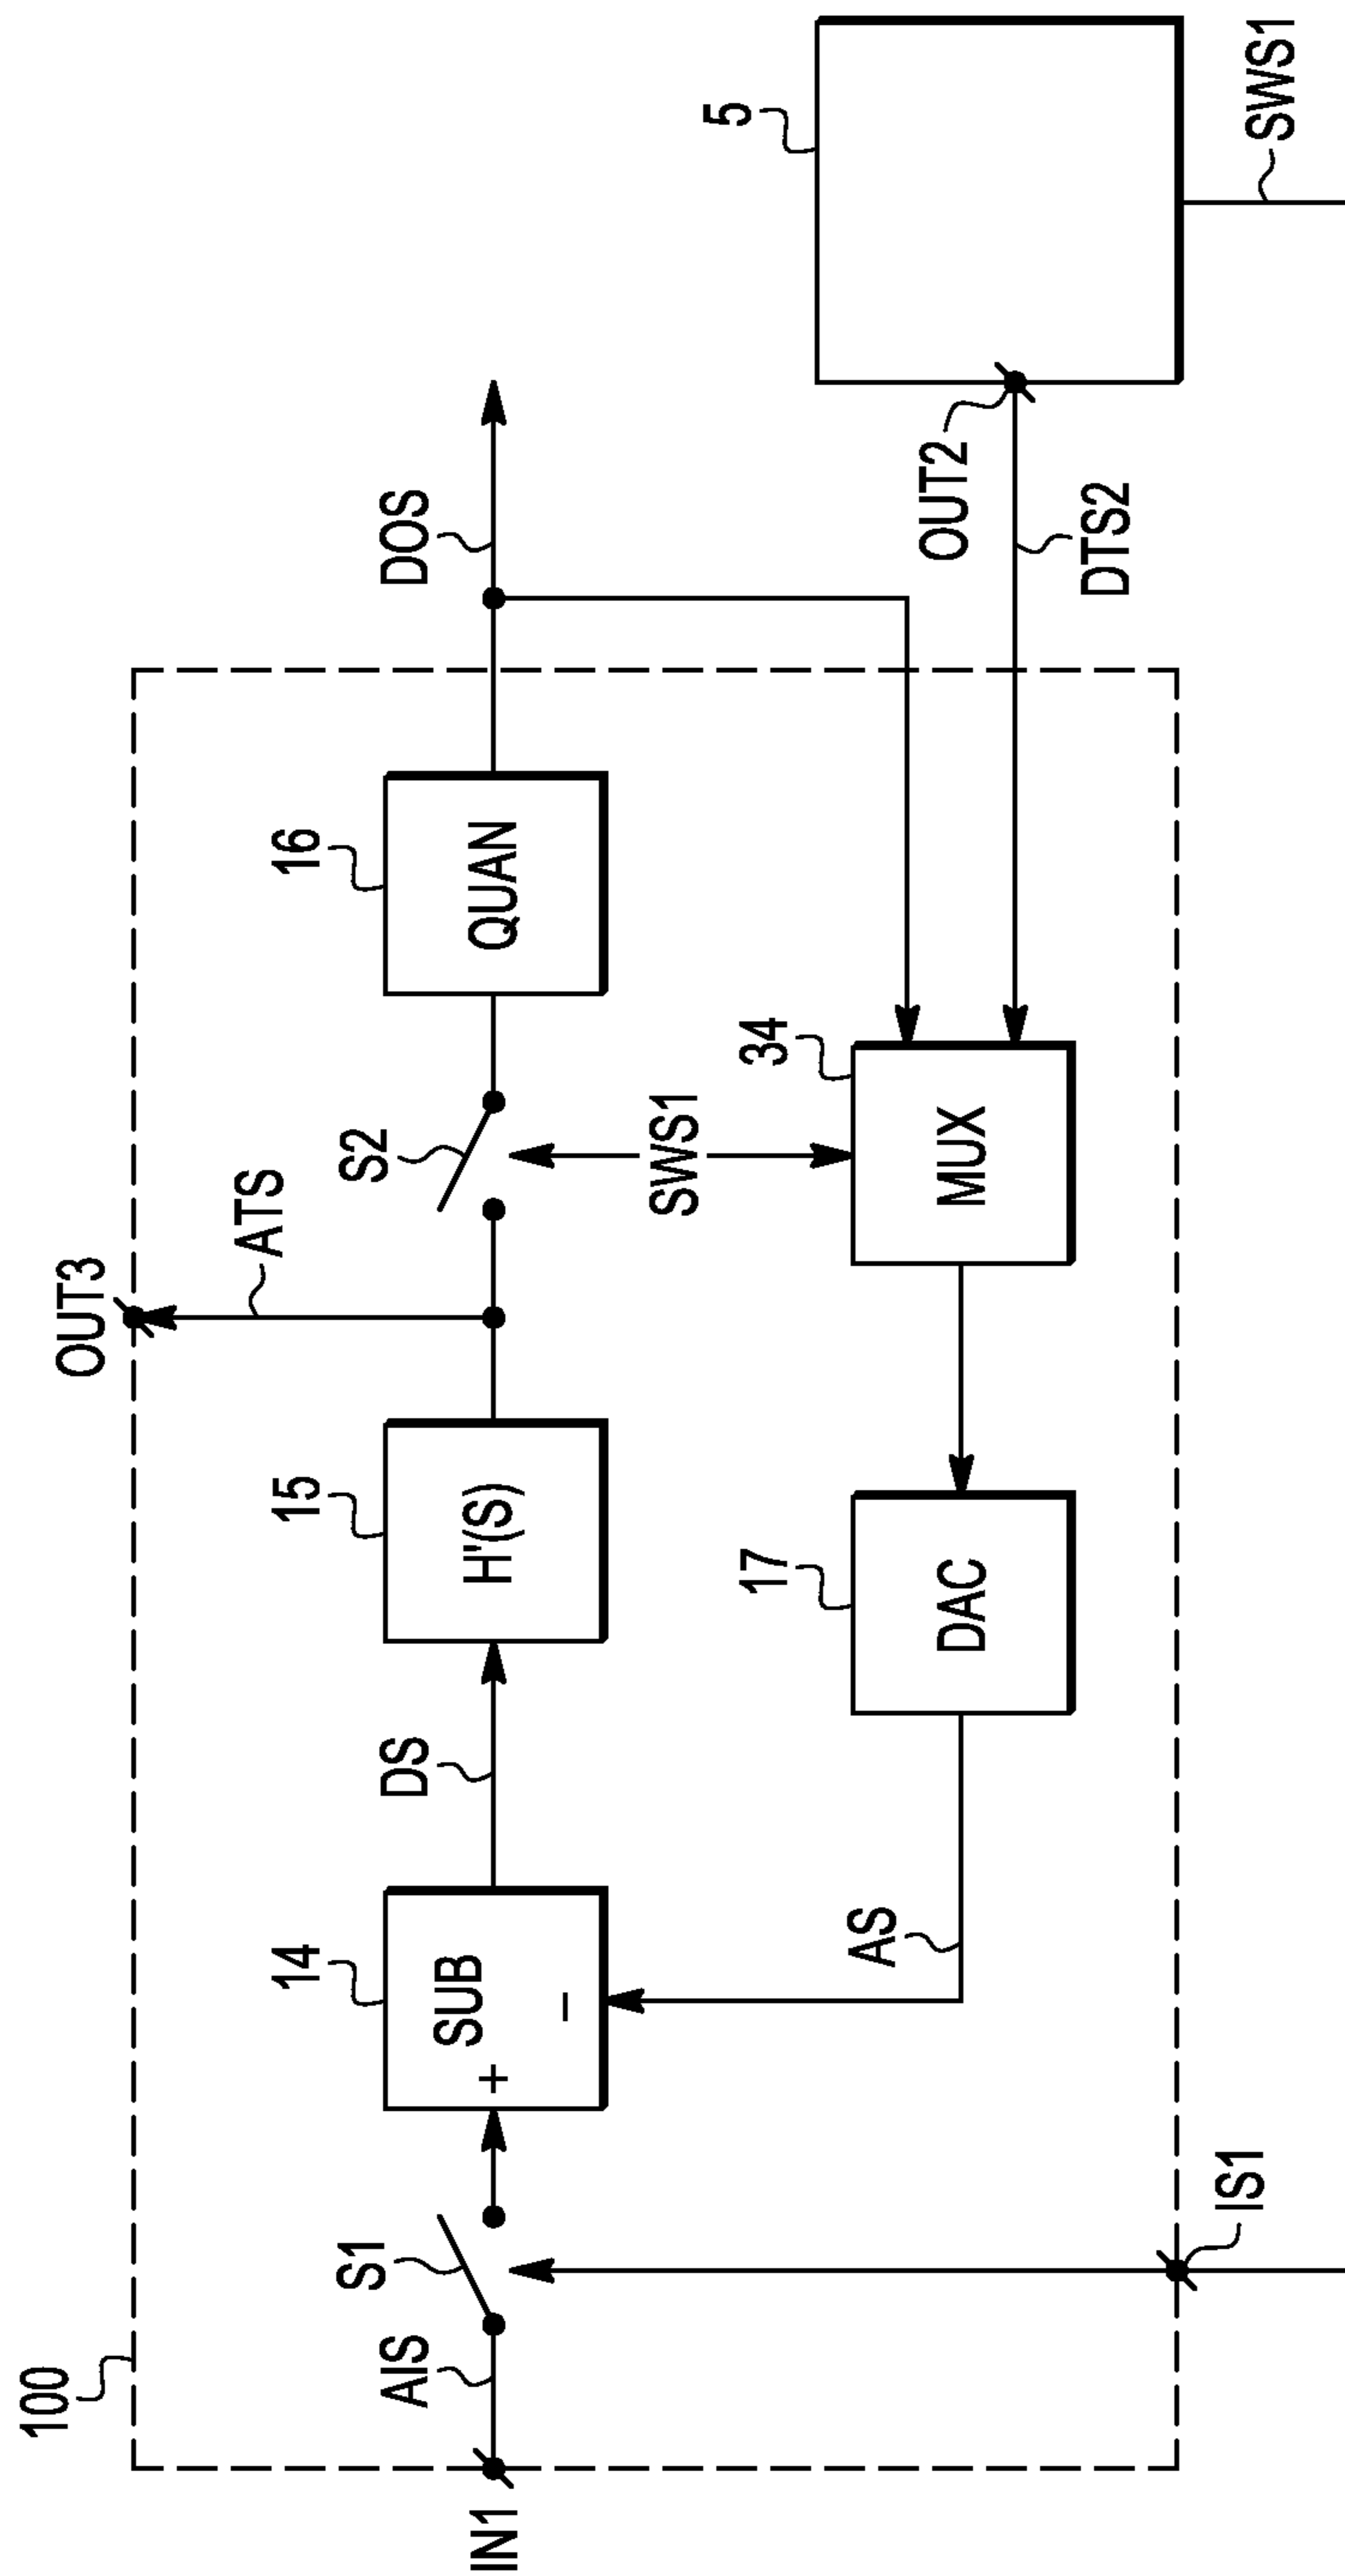 100
OUT3
ATS
IN1
AIS
S1
14
SUB
+
−
DS
15
H'(S)
S2
16
QUAN
DOS
SWS1
AS
17
DAC
34
MUX
OUT2
DTS2
5
IS1
SWS1